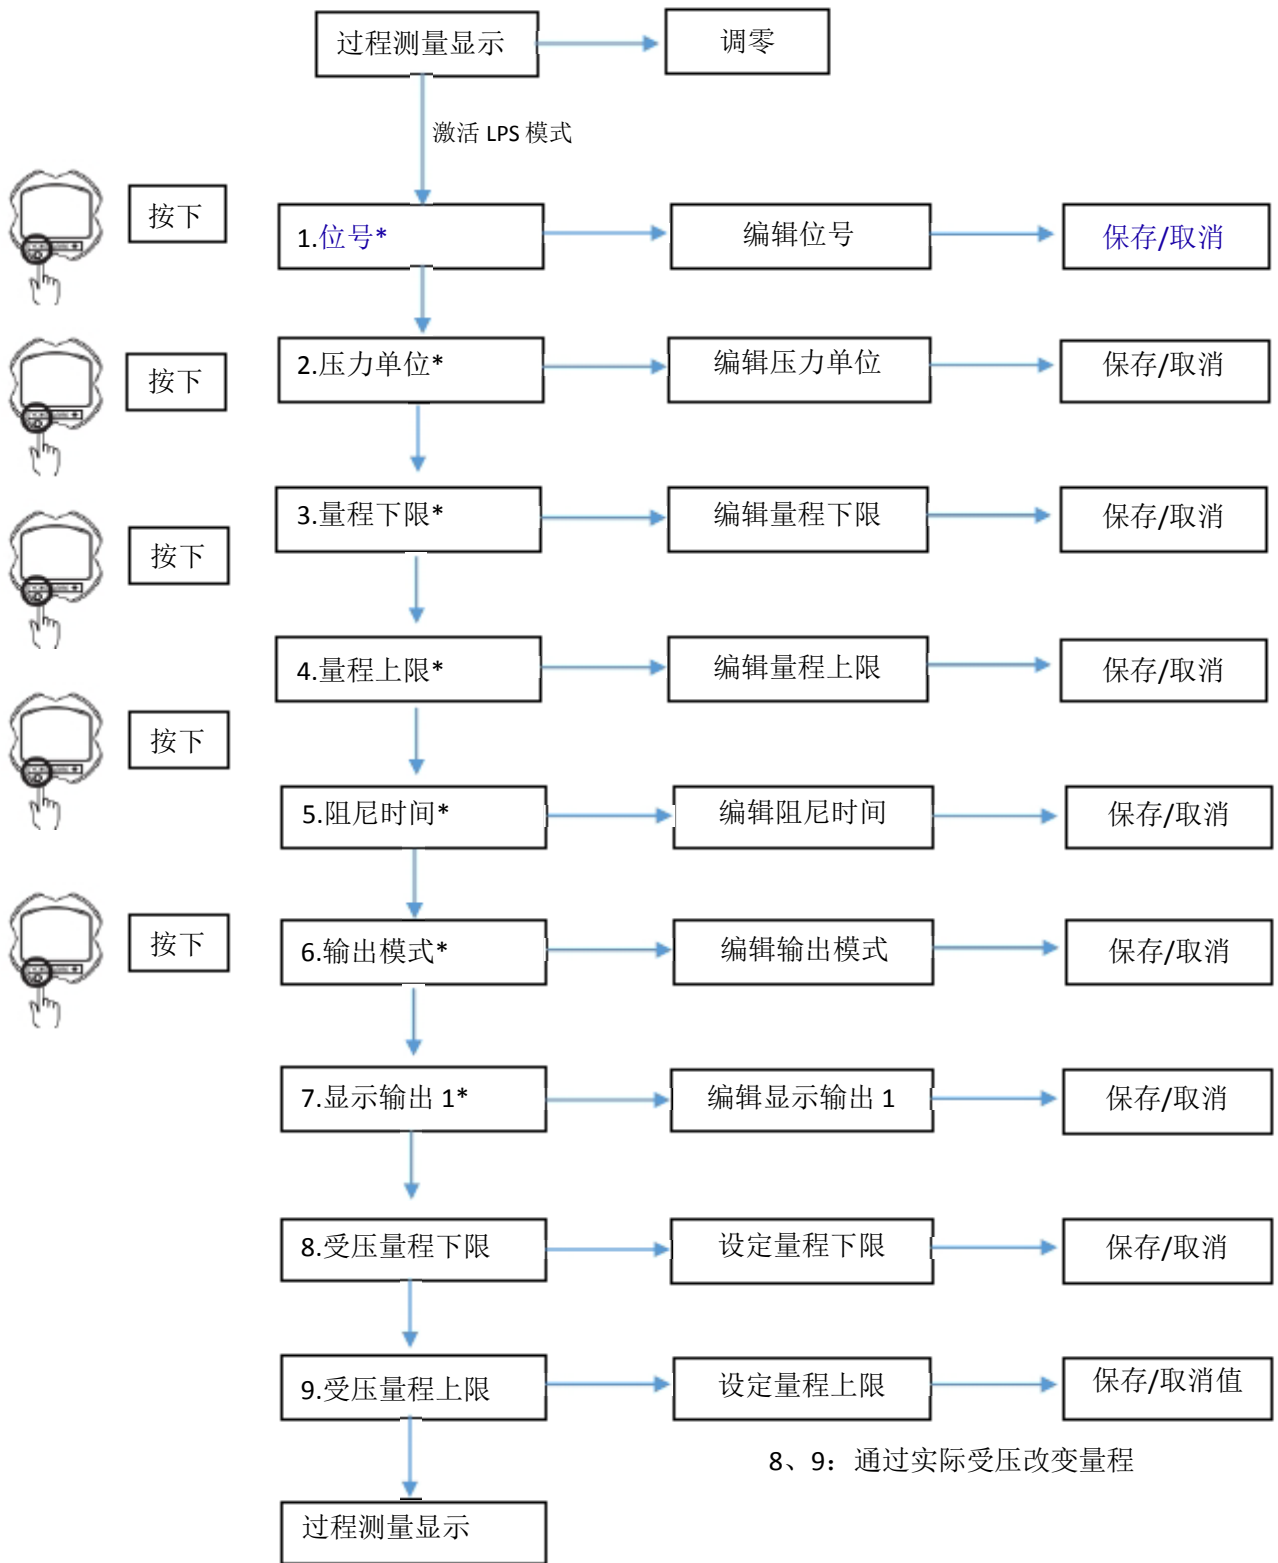 过程测量显示
调零
激活 LPS 模式
按下
1.位号*
编辑位号
保存/取消
按下
2.压力单位*
编辑压力单位
保存/取消
按下
3.量程下限*
编辑量程下限
保存/取消
按下
4.量程上限*
编辑量程上限
保存/取消
5.阻尼时间*
编辑阻尼时间
保存/取消
按下
6.输出模式*
编辑输出模式
保存/取消
7.显示输出 1*
编辑显示输出 1
保存/取消
8.受压量程下限
设定量程下限
保存/取消
9.受压量程上限
设定量程上限
保存/取消值
8、9：通过实际受压改变量程
过程测量显示